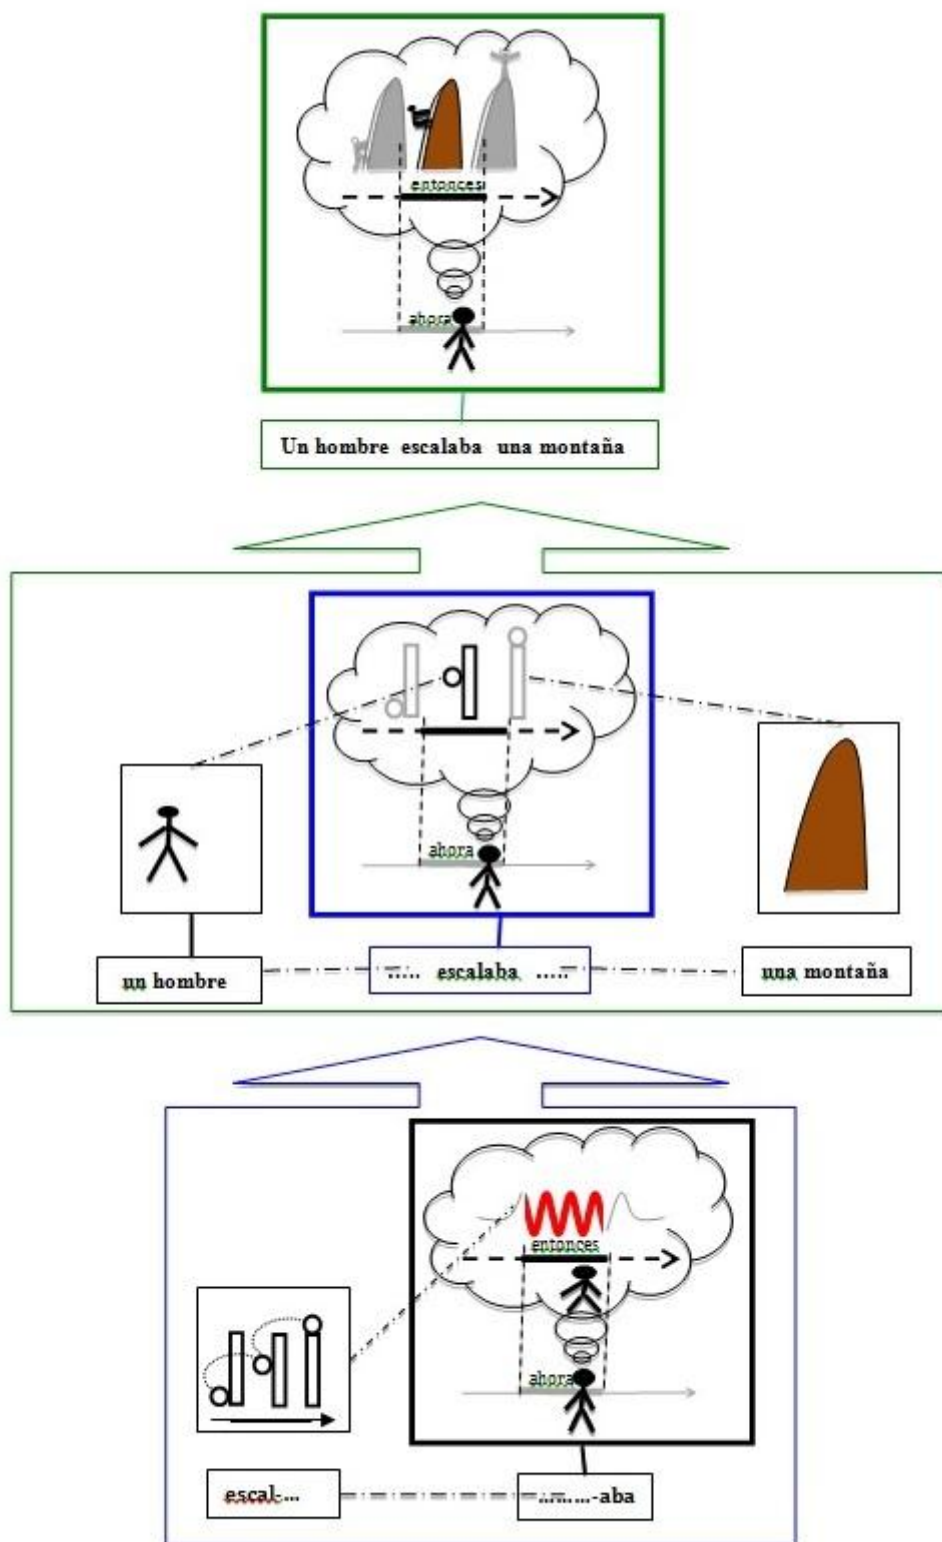 entonces
ahora
Un hombre escalaba una montaña
ahora
un hombre
..... escalaba .....
una montaña
entonces
ahora
escal-...
.........-aba